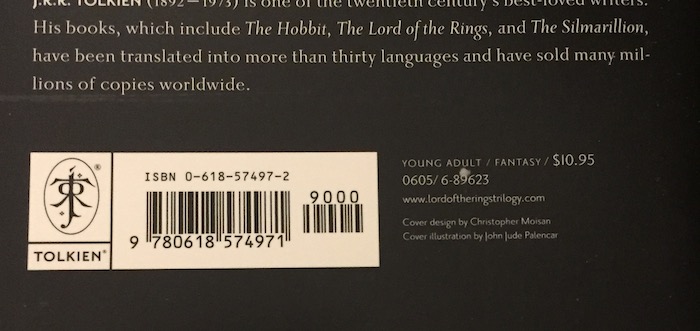 J.R.R. TOLKIEN (1892–1973) is one of the twentieth century's best-loved writers.
His books, which include The Hobbit, The Lord of the Rings, and The Silmarillion,
have been translated into more than thirty languages and have sold many mil-
lions of copies worldwide.
®
TOLKIEN®
ISBN 0-618-57497-2
9000
9 780618 574971
YOUNG ADULT / FANTASY / $10.95
0605/ 6-89623
www.lordoftheringstrilogy.com
Cover design by Christopher Moisan
Cover illustration by John Jude Palencar